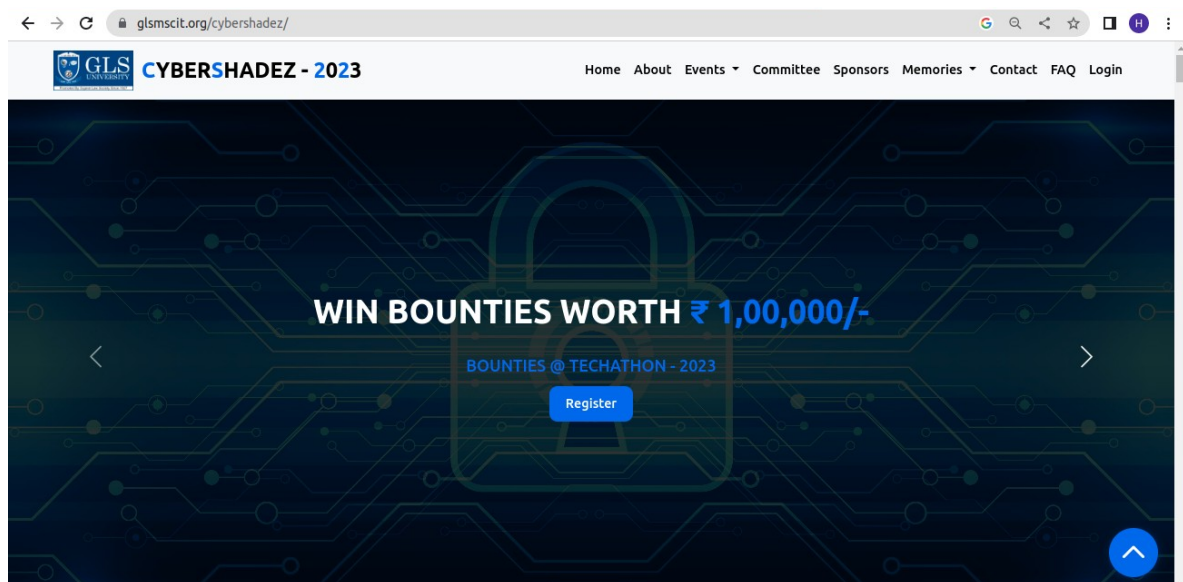 glsmscit.org/cybershadez/
G
H
GLS
UNIVERSITY
CYBERSHADEZ - 2023
Home About Events Committee Sponsors Memories Contact FAQ Login
WIN BOUNTIES WORTH ₹ 1,00,000/-
BOUNTIES @ TECHATHON - 2023
Register